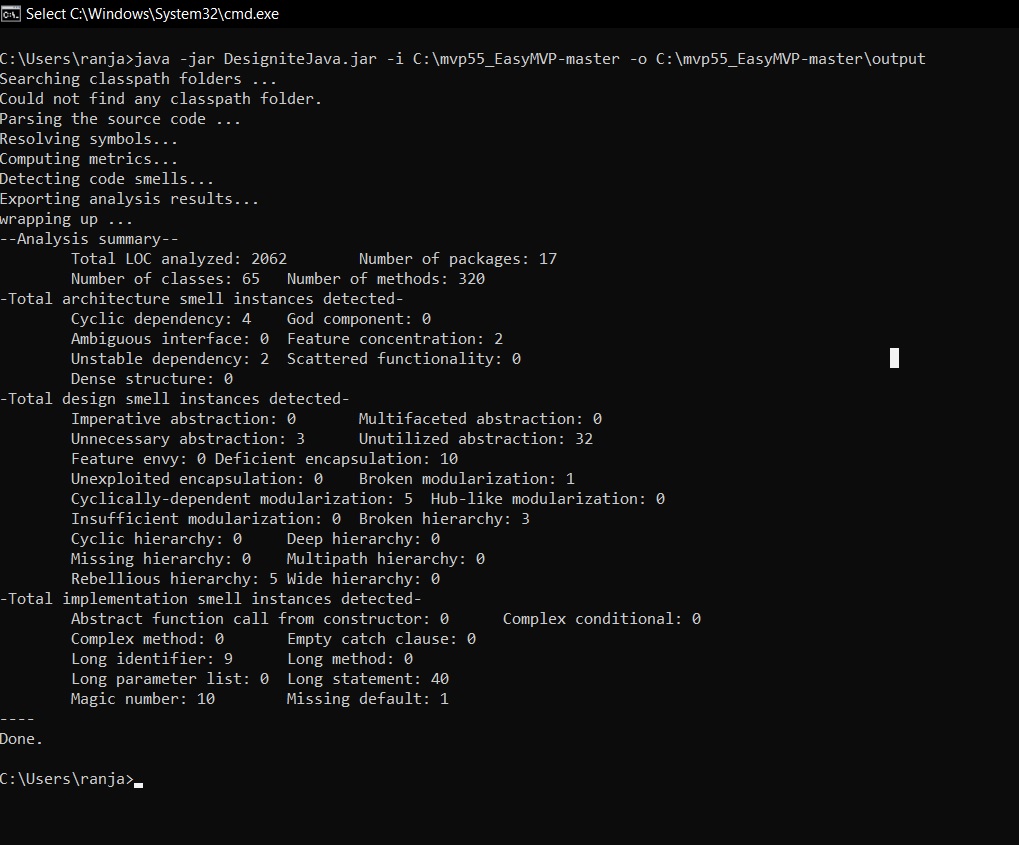 Select C:\Windows\System32\cmd.exe
C:\Users\ranja>java -jar DesigniteJava.jar -i C:\mvp55_EasyMVP-master -o C:\mvp55_EasyMVP-master\output
Searching classpath folders ...
Could not find any classpath folder.
Parsing the source code ...
Resolving symbols...
Computing metrics...
Detecting code smells...
Exporting analysis results...
wrapping up ...
--Analysis summary--
Total LOC analyzed: 2062 Number of packages: 17
Number of classes: 65 Number of methods: 320
-Total architecture smell instances detected-
Cyclic dependency: 4 God component: 0
Ambiguous interface: 0 Feature concentration: 2
Unstable dependency: 2 Scattered functionality: 0
Dense structure: 0
-Total design smell instances detected-
Imperative abstraction: 0 Multifaceted abstraction: 0
Unnecessary abstraction: 3 Unutilized abstraction: 32
Feature envy: 0 Deficient encapsulation: 10
Unexploited encapsulation: 0 Broken modularization: 1
Cyclically-dependent modularization: 5 Hub-like modularization: 0
Insufficient modularization: 0 Broken hierarchy: 3
Cyclic hierarchy: 0 Deep hierarchy: 0
Missing hierarchy: 0 Multipath hierarchy: 0
Rebellious hierarchy: 5 Wide hierarchy: 0
-Total implementation smell instances detected-
Abstract function call from constructor: 0 Complex conditional: 0
Complex method: 0 Empty catch clause: 0
Long identifier: 9 Long method: 0
Long parameter list: 0 Long statement: 40
Magic number: 10 Missing default: 1
----
Done.
C:\Users\ranja>